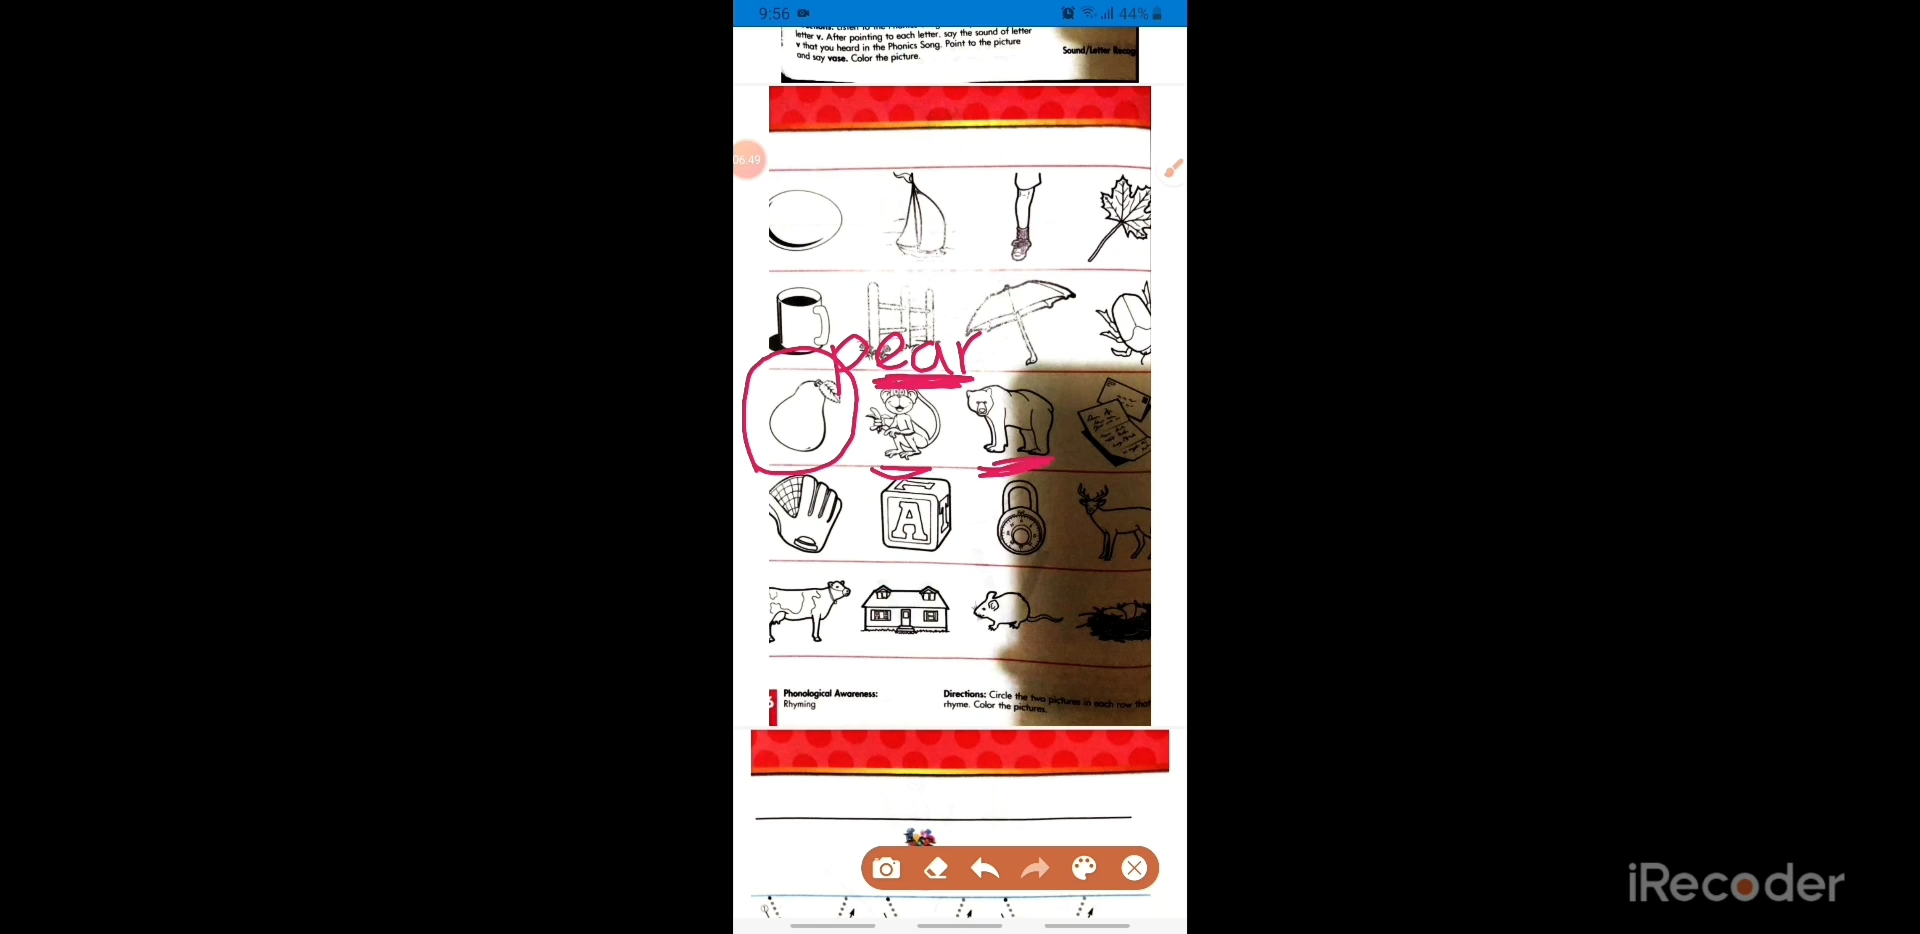 9:56
44%
letter v. After pointing to each letter, say the sound of letter
v that you heard in the Phonics Song. Point to the picture
and say vase. Color the picture.
Sound/Letter Recog
06:49
pear
A
Phonological Awareness:
Rhyming
Directions: Circle the two pictures in each row that
rhyme. Color the pictures.
iRecoder